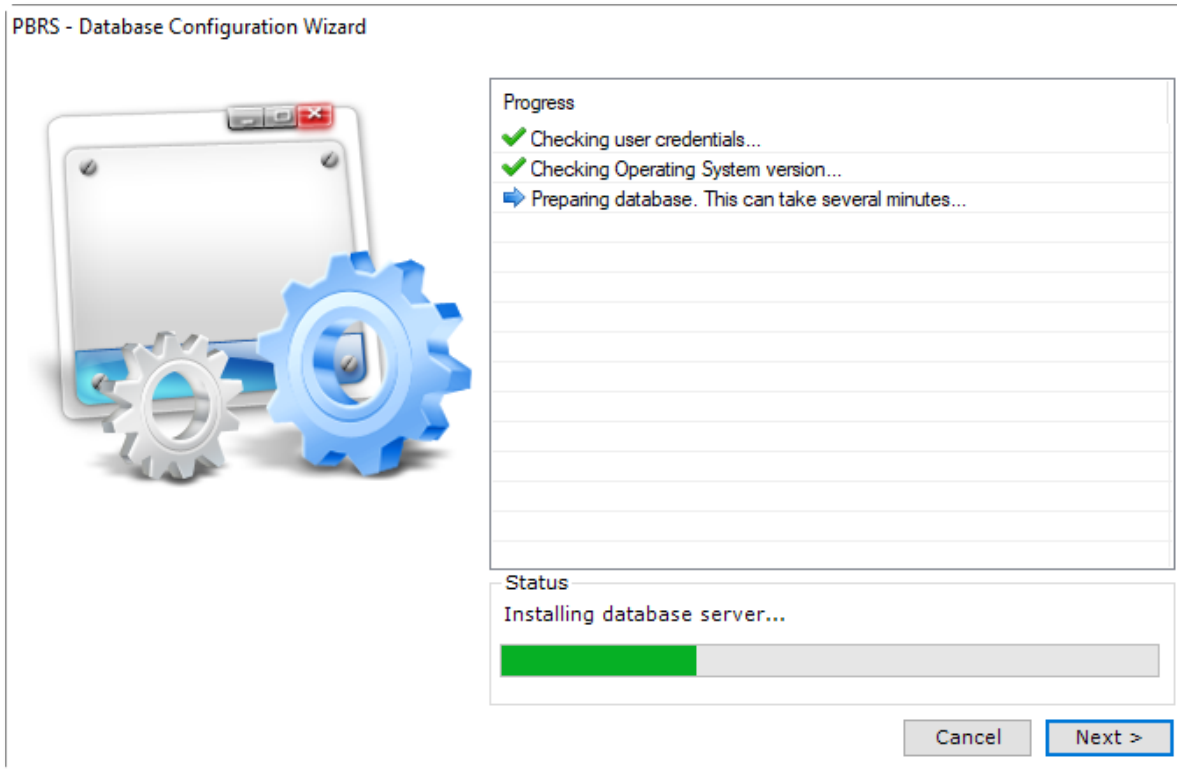 PBRS - Database Configuration Wizard
Progress
Checking user credentials...
Checking Operating System version...
Preparing database. This can take several minutes...
Status
Installing database server...
Cancel
Next >